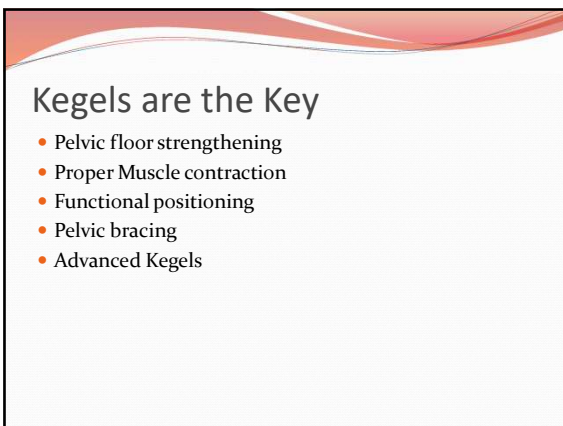 Kegels are the Key
• Pelvic floor strengthening
• Proper Muscle contraction
• Functional positioning
• Pelvic bracing
• Advanced Kegels